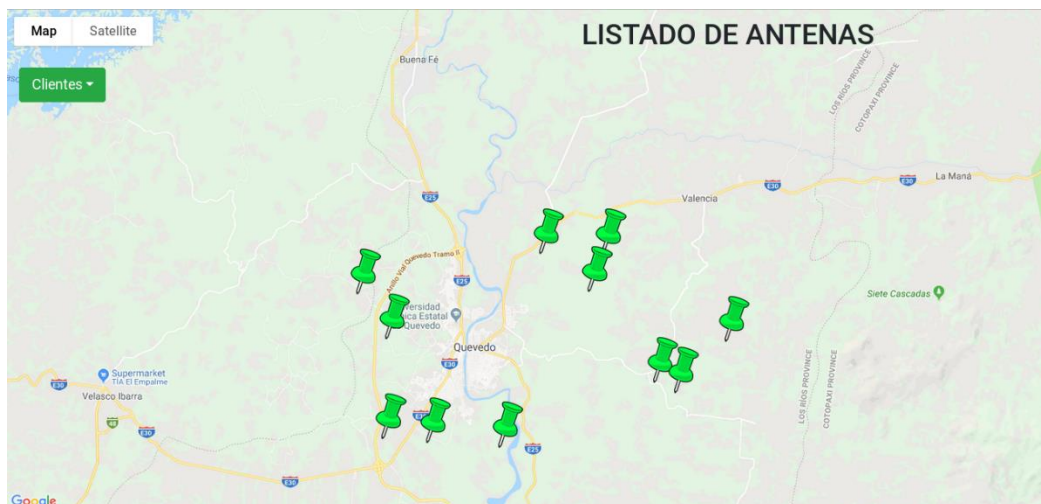 Map Satellite
LISTADO DE ANTENAS
Clientes
Buena Fé
LOS RÍOS PROVINCE
COTOPAXI PROVINCE
La Maná
E30
E30
Valencia
E25
Anillo Vial Quevedo Tramo II
E25
Siete Cascadas
Quevedo
Quevedo
E30
Supermarket
TIA El Empalme
E30
Velasco Ibarra
E30
E30
E25
LOS RÍOS PROVINCE
COTOPAXI PROVINCE
Google